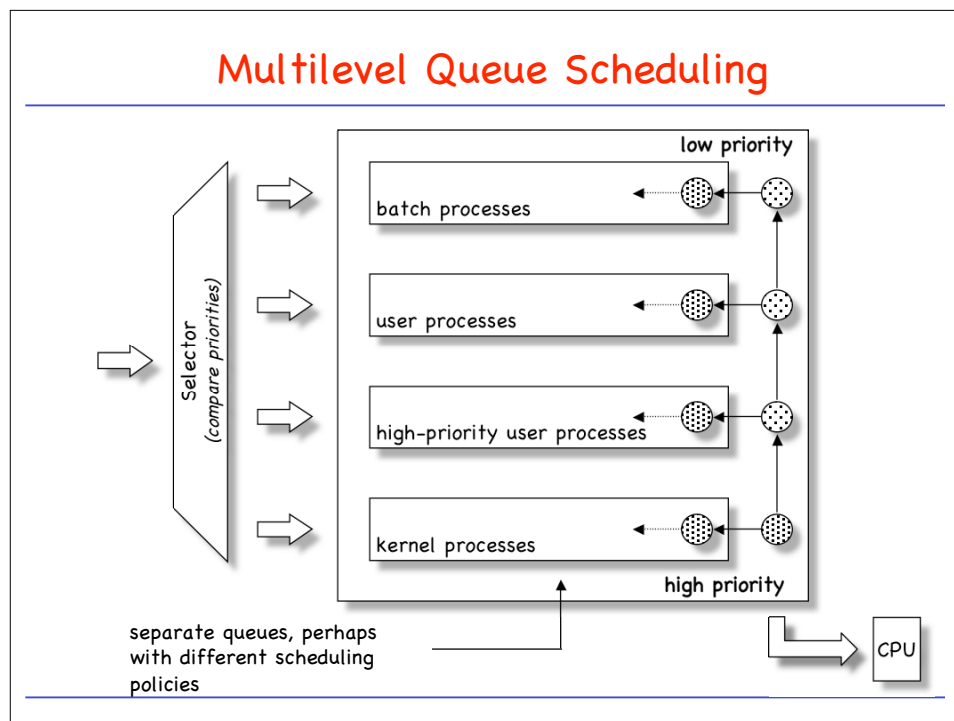 Multilevel Queue Scheduling
low priority
batch processes
user processes
Selector
(compare priorities)
high-priority user processes
kernel processes
high priority
separate queues, perhaps
with different scheduling
policies
CPU